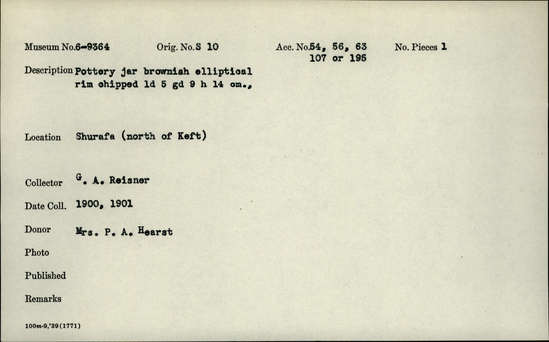 Museum No.6-9364 Orig. No.S 10 Acc. No.54, 56, 63 No. Pieces 1
107 or 195
Description Pottery jar brownish elliptical
rim chipped ld 5 gd 9 h 14 cm.,
Location Shurafa (north of Keft)
Collector G. A. Reisner
Date Coll. 1900, 1901
Donor Mrs. P. A. Hearst
Photo
Published
Remarks
100m-9,'39(1771)